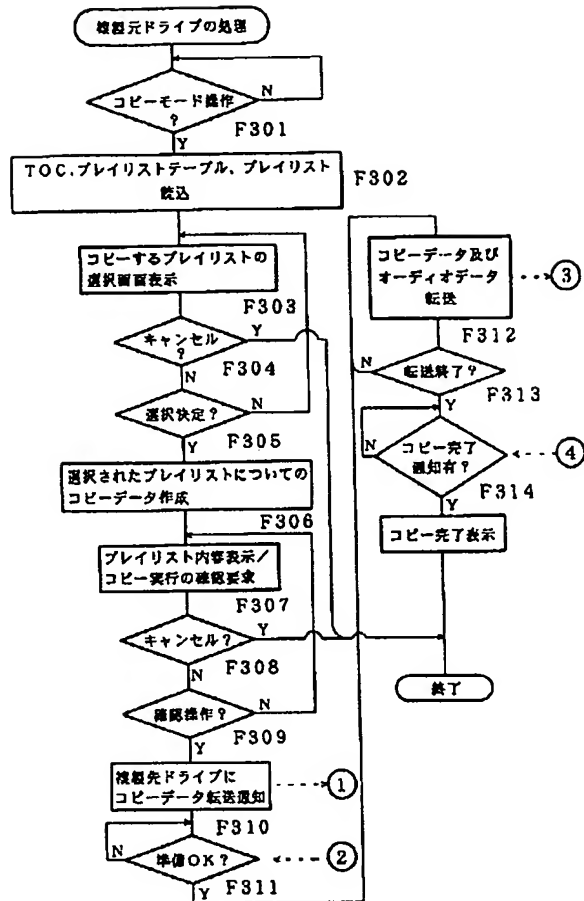 複製元ドライブの処理
コピーモード操作
?
N
Y
F301
TOC.プレイリストテーブル、プレイリスト
読込
F302
コピーするプレイリストの
選択画面表示
F303
キャンセル
?
Y
N
F304
選択決定?
N
Y
F305
選択されたプレイリストについての
コピーデータ作成
F306
プレイリスト内容表示/
コピー実行の確認要求
F307
キャンセル?
Y
N
F308
確認操作?
N
Y
F309
複製先ドライブに
コピーデータ転送通知
①
F310
準備OK?
N
②
Y
F311
コピーデータ及び
オーディオデータ
転送
③
F312
転送終了?
N
Y
F313
コピー完了
通知有?
N
④
Y
F314
コピー完了表示
終了